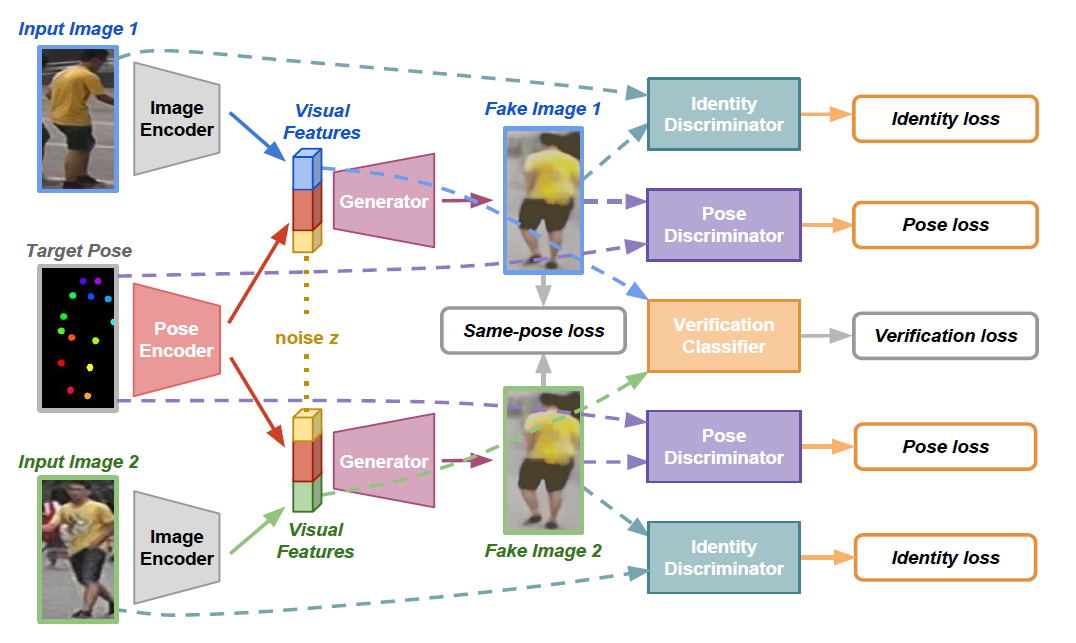 Input Image 1
Image
Encoder
Visual
Features
Generator
Fake Image 1
Identity
Discriminator
Identity loss
Pose
Discriminator
Pose loss
Target Pose
Pose
Encoder
noise z
Same-pose loss
Verification
Classifier
Verification loss
Input Image 2
Image
Encoder
Visual
Features
Generator
Fake Image 2
Pose
Discriminator
Pose loss
Identity
Discriminator
Identity loss